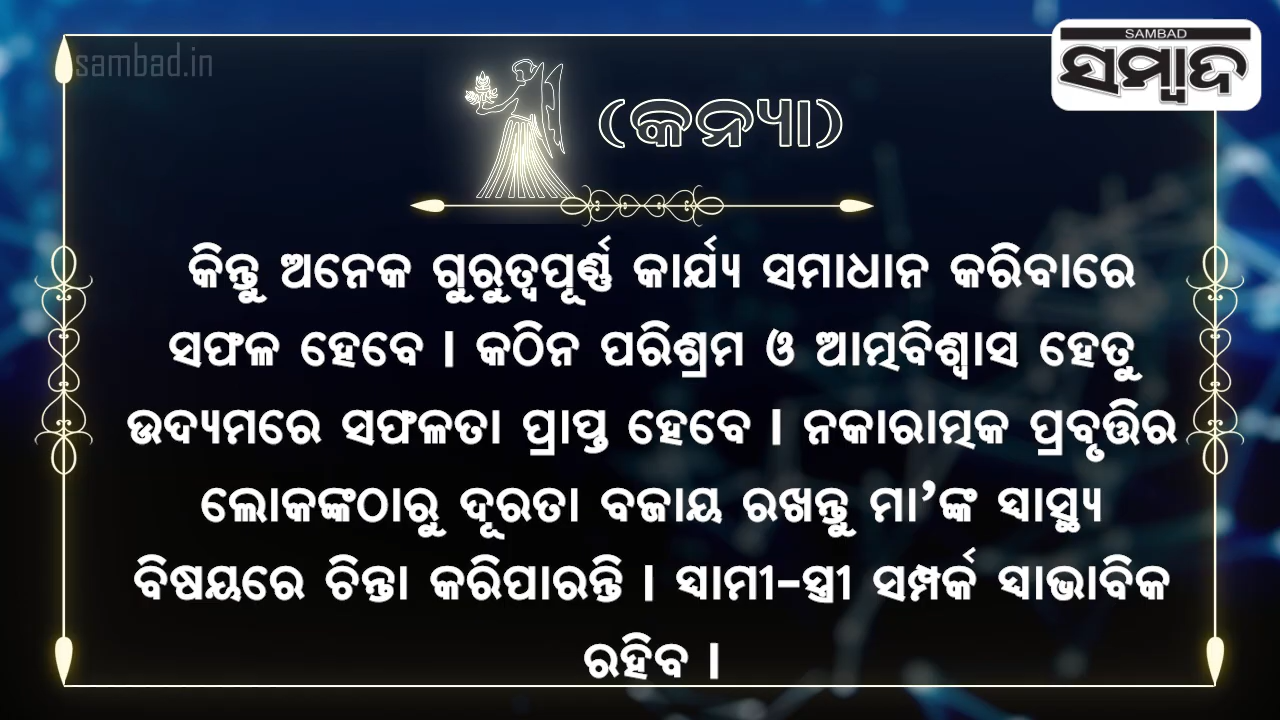 sambad.in
SAMBAD
ସମ୍ବାଦ
(କନ୍ୟା)
କିନ୍ତୁ ଅନେକ ଗୁରୁତ୍ୱପୂର୍ଣ୍ଣ କାର୍ଯ୍ୟ ସମାଧାନ କରିବାରେ
ସଫଳ ହେବେ । କଠିନ ପରିଶ୍ରମ ଓ ଆତ୍ମବିଶ୍ୱାସ ହେତୁ
ଉଦ୍ୟମରେ ସଫଳତା ପ୍ରାପ୍ତ ହେବେ । ନକାରାତ୍ମକ ପ୍ରବୃତ୍ତିର
ଲୋକଙ୍କଠାରୁ ଦୂରତା ବଜାୟ ରଖନ୍ତୁ ମା’ଙ୍କ ସ୍ୱାସ୍ଥ୍ୟ
ବିଷୟରେ ଚିନ୍ତା କରିପାରନ୍ତି । ସ୍ୱାମୀ-ସ୍ତ୍ରୀ ସମ୍ପର୍କ ସ୍ୱାଭାବିକ
ରହିବ ।